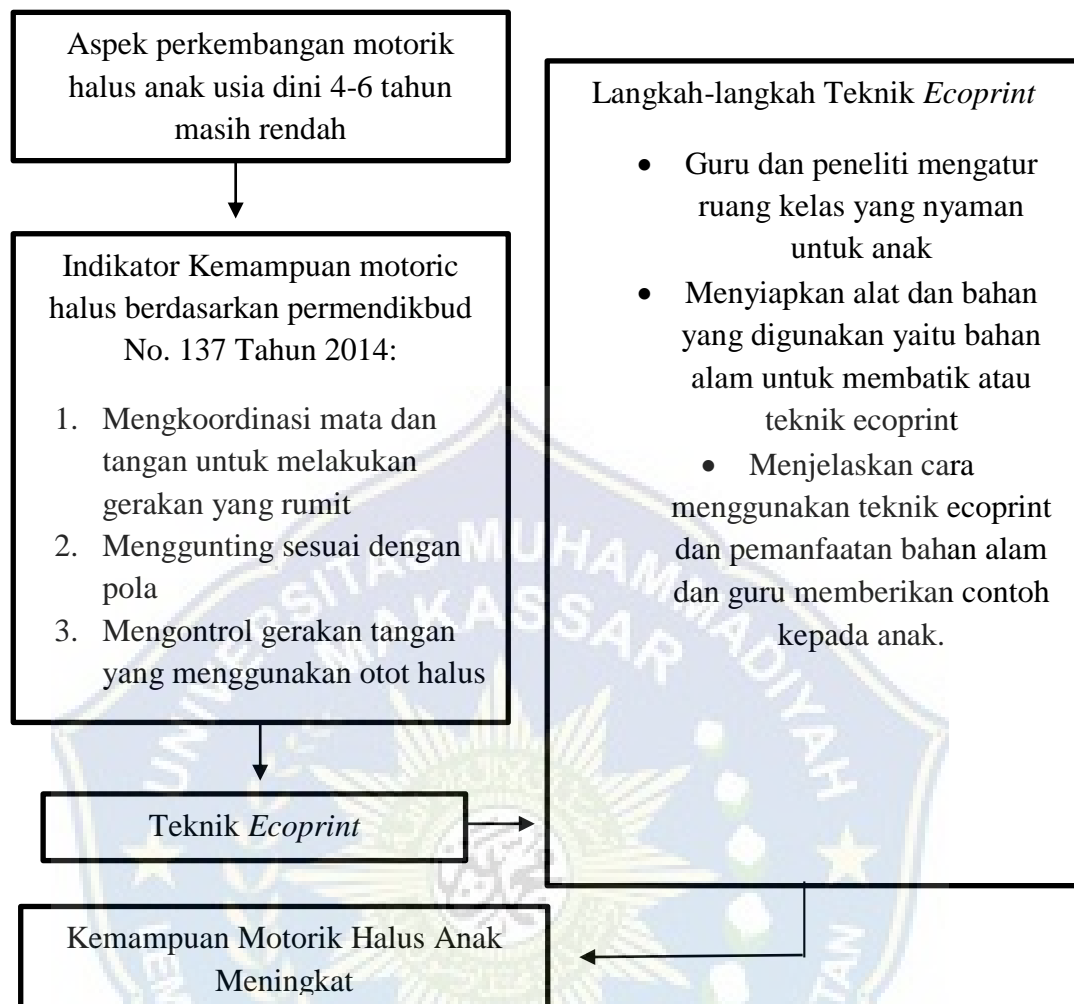 Aspek perkembangan motorik
halus anak usia dini 4-6 tahun
masih rendah
Indikator Kemampuan motoric
halus berdasarkan permendikbud
No. 137 Tahun 2014:
1. Mengkoordinasi mata dan
tangan untuk melakukan
gerakan yang rumit
2. Menggunting sesuai dengan
pola
3. Mengontrol gerakan tangan
yang menggunakan otot halus
Teknik Ecoprint
Langkah-langkah Teknik Ecoprint
• Guru dan peneliti mengatur
ruang kelas yang nyaman
untuk anak
• Menyiapkan alat dan bahan
yang digunakan yaitu bahan
alam untuk membatik atau
teknik ecoprint
• Menjelaskan cara
menggunakan teknik ecoprint
dan pemanfaatan bahan alam
dan guru memberikan contoh
kepada anak.
Kemampuan Motorik Halus Anak
Meningkat
UNIVERSITAS MUHAMMADIYAH
MAKASSAR